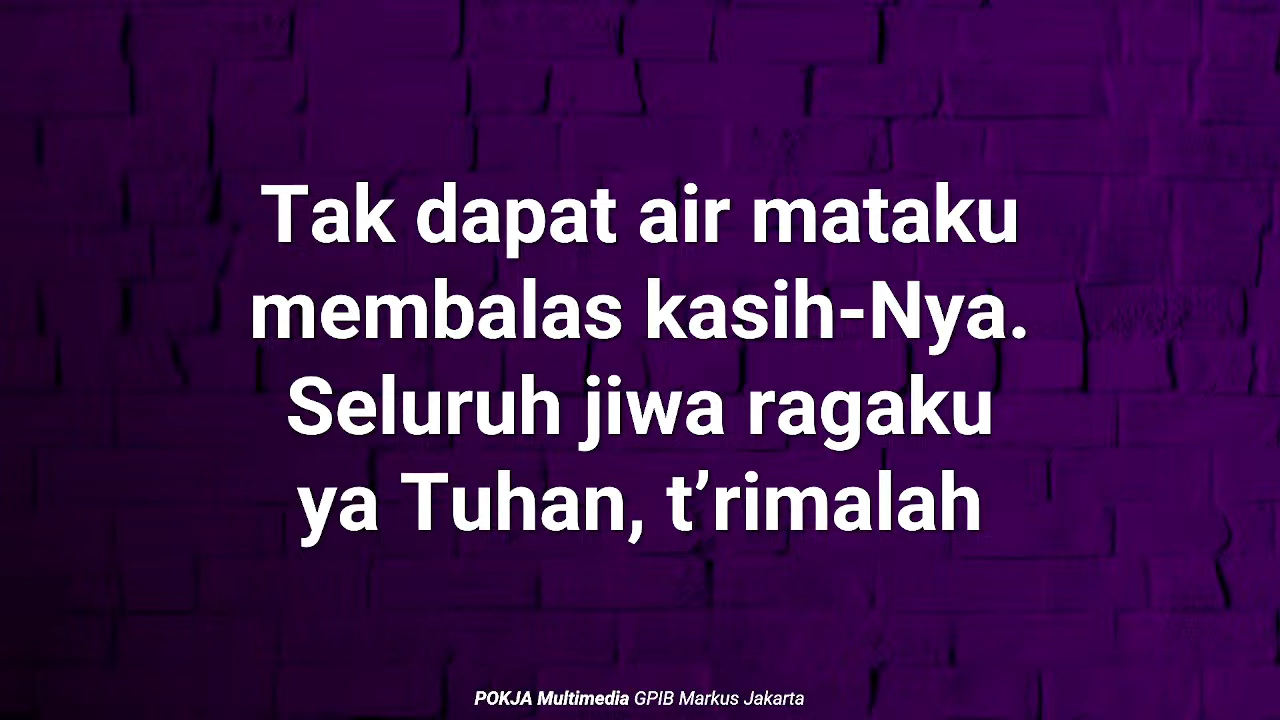 Tak dapat air mataku
membalas kasih-Nya.
Seluruh jiwa ragaku
ya Tuhan, t’rimalah
POKJA Multimedia GPIB Markus Jakarta